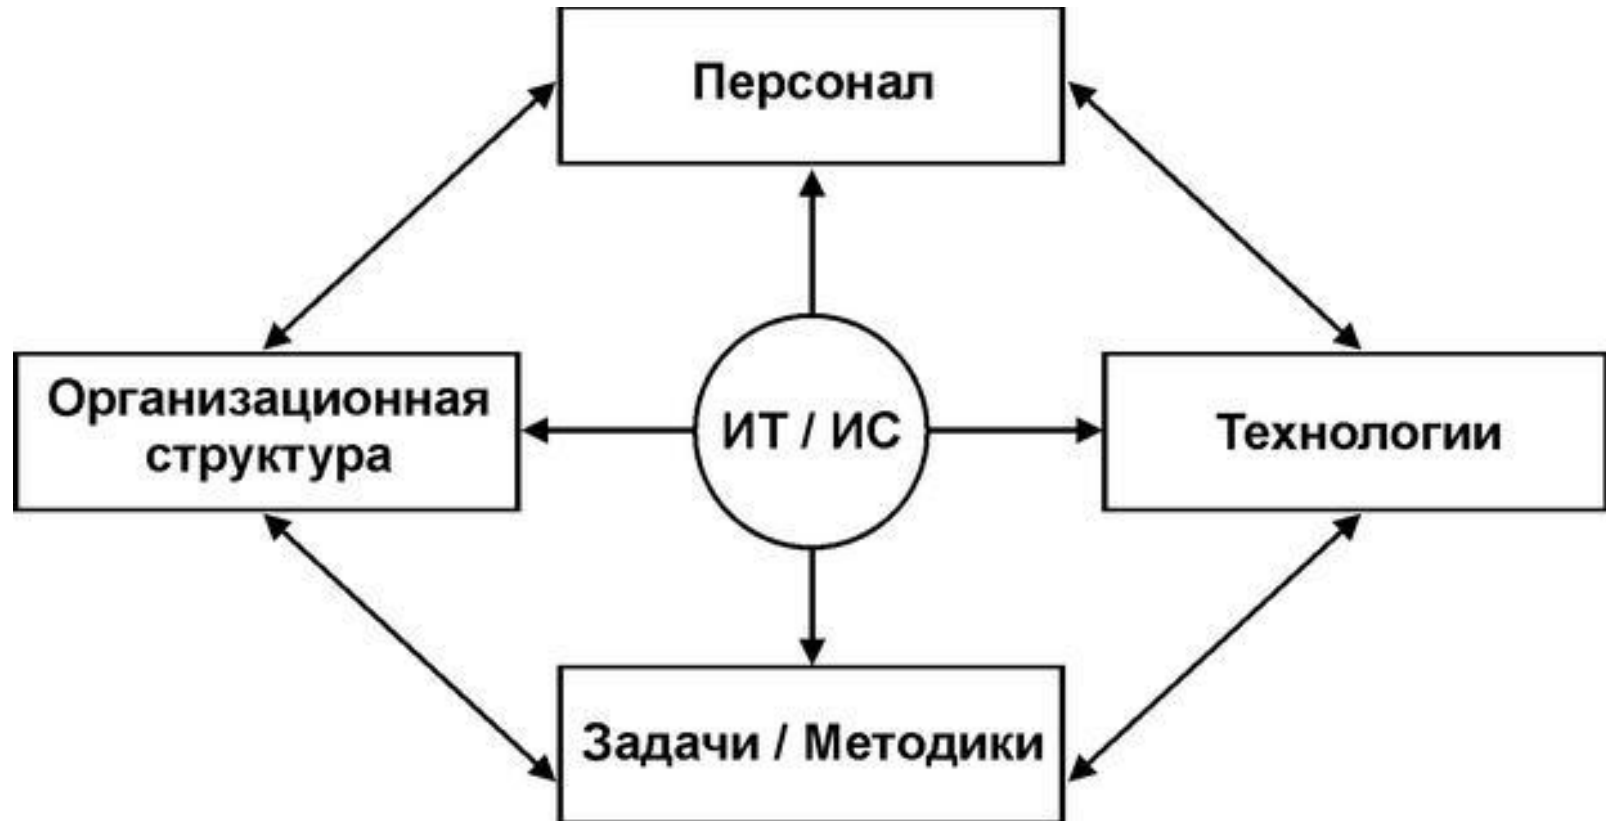 Персонал
Организационная
структура
ИТ / ИС
Технологии
Задачи / Методики